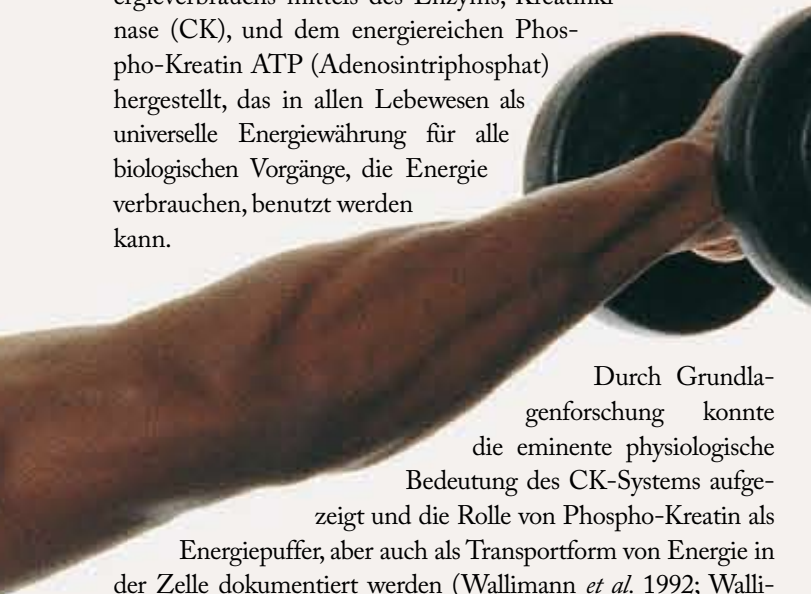 ergieverbrauchs mittels des Enzyms, Kreatinki-
nase (CK), und dem energiereichen Phos-
pho-Kreatin ATP (Adenosintriphosphat)
hergestellt, das in allen Lebewesen als
universelle Energiewährung für alle
biologischen Vorgänge, die Energie
verbrauchen, benutzt werden
kann.
Durch Grundla-
genforschung konnte
die eminente physiologische
Bedeutung des CK-Systems aufge-
zeigt und die Rolle von Phospho-Kreatin als
Energiepuffer, aber auch als Transportform von Energie in
der Zelle dokumentiert werden (Wallimann et al. 1992; Walli-